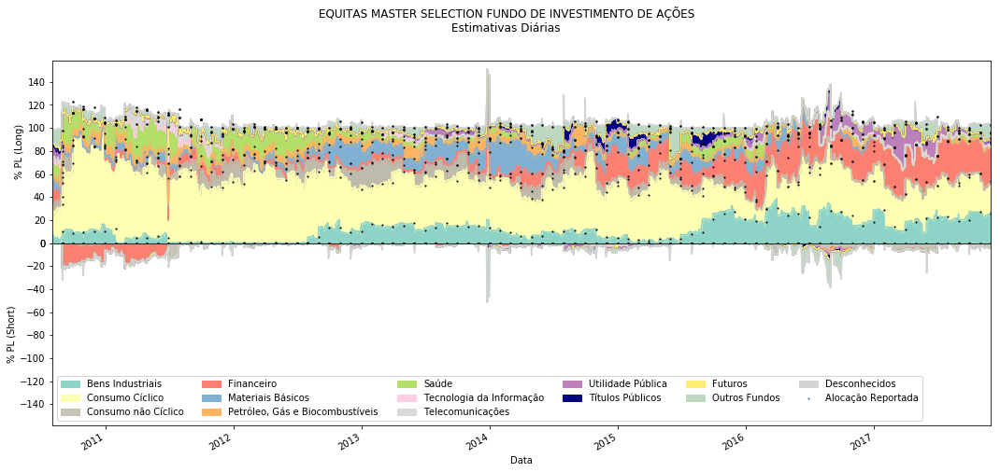 EQUITAS MASTER SELECTION FUNDO DE INVESTIMENTO DE AÇÕES
Estimativas Diárias
% PL (Long)
140
120
100
80
60
40
20
0
% PL (Short)
0
−20
−40
−60
−80
−100
−120
−140
Bens Industriais
Consumo Cíclico
Consumo não Cíclico
Financeiro
Materiais Básicos
Petróleo, Gás e Biocombustíveis
Saúde
Tecnologia da Informação
Telecomunicações
Utilidade Pública
Títulos Públicos
Futuros
Outros Fundos
Desconhecidos
Alocação Reportada
2011
2012
2013
2014
2015
2016
2017
Data